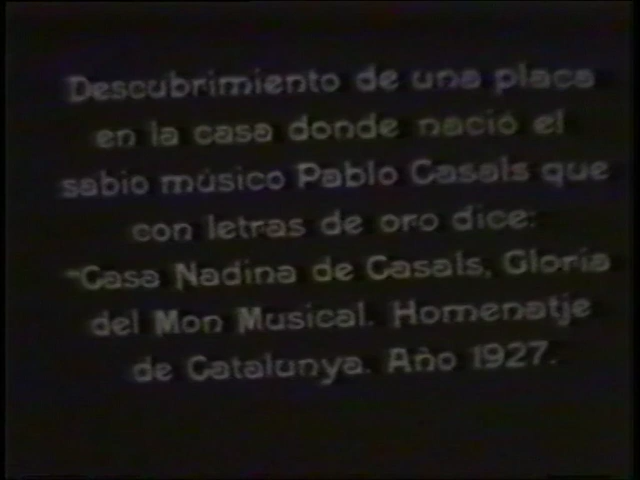 Descubrimiento de una placa
en la casa donde nació el
sabio músico Pablo Casals que
con letras de oro dice:
"Casa Nadina de Casals, Gloria
del Mon Musical. Homenatje
de Catalunya. Año 1927.